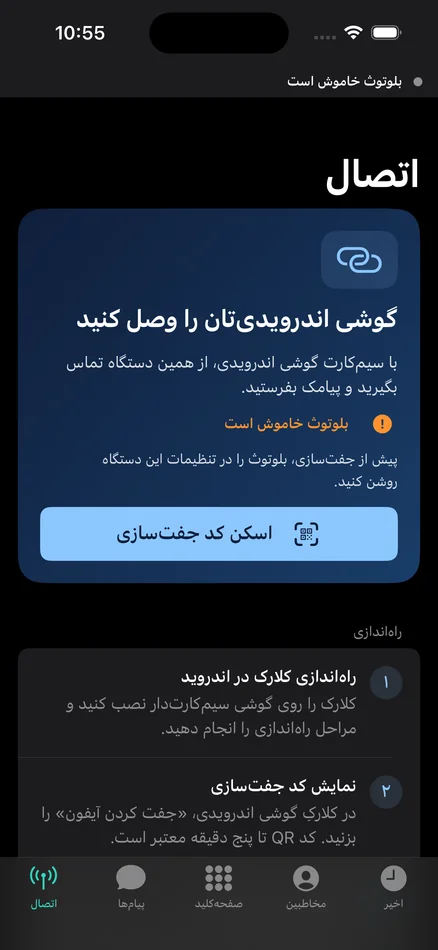 10:55
بلوتوث خاموش است
اتصال
گوشی اندرویدی‌تان را وصل کنید
با سیم‌کارت گوشی اندرویدی، از همین دستگاه تماس
بگیرید و پیامک بفرستید.
بلوتوث خاموش است
پیش از جفت‌سازی، بلوتوث را در تنظیمات این دستگاه
روشن کنید.
اسکن کد جفت‌سازی
راه‌اندازی
۱
راه‌اندازی کلارک در اندروید
کلارک را روی گوشی سیم‌کارت‌دار نصب کنید و
مراحل راه‌اندازی را انجام دهید.
۲
نمایش کد جفت‌سازی
در کلارکِ گوشی اندرویدی، «جفت کردن آیفون» را
بزنید. کد QR تا پنج دقیقه معتبر است.
اخیر
مخاطبین
صفحه‌کلید
پیام‌ها
اتصال